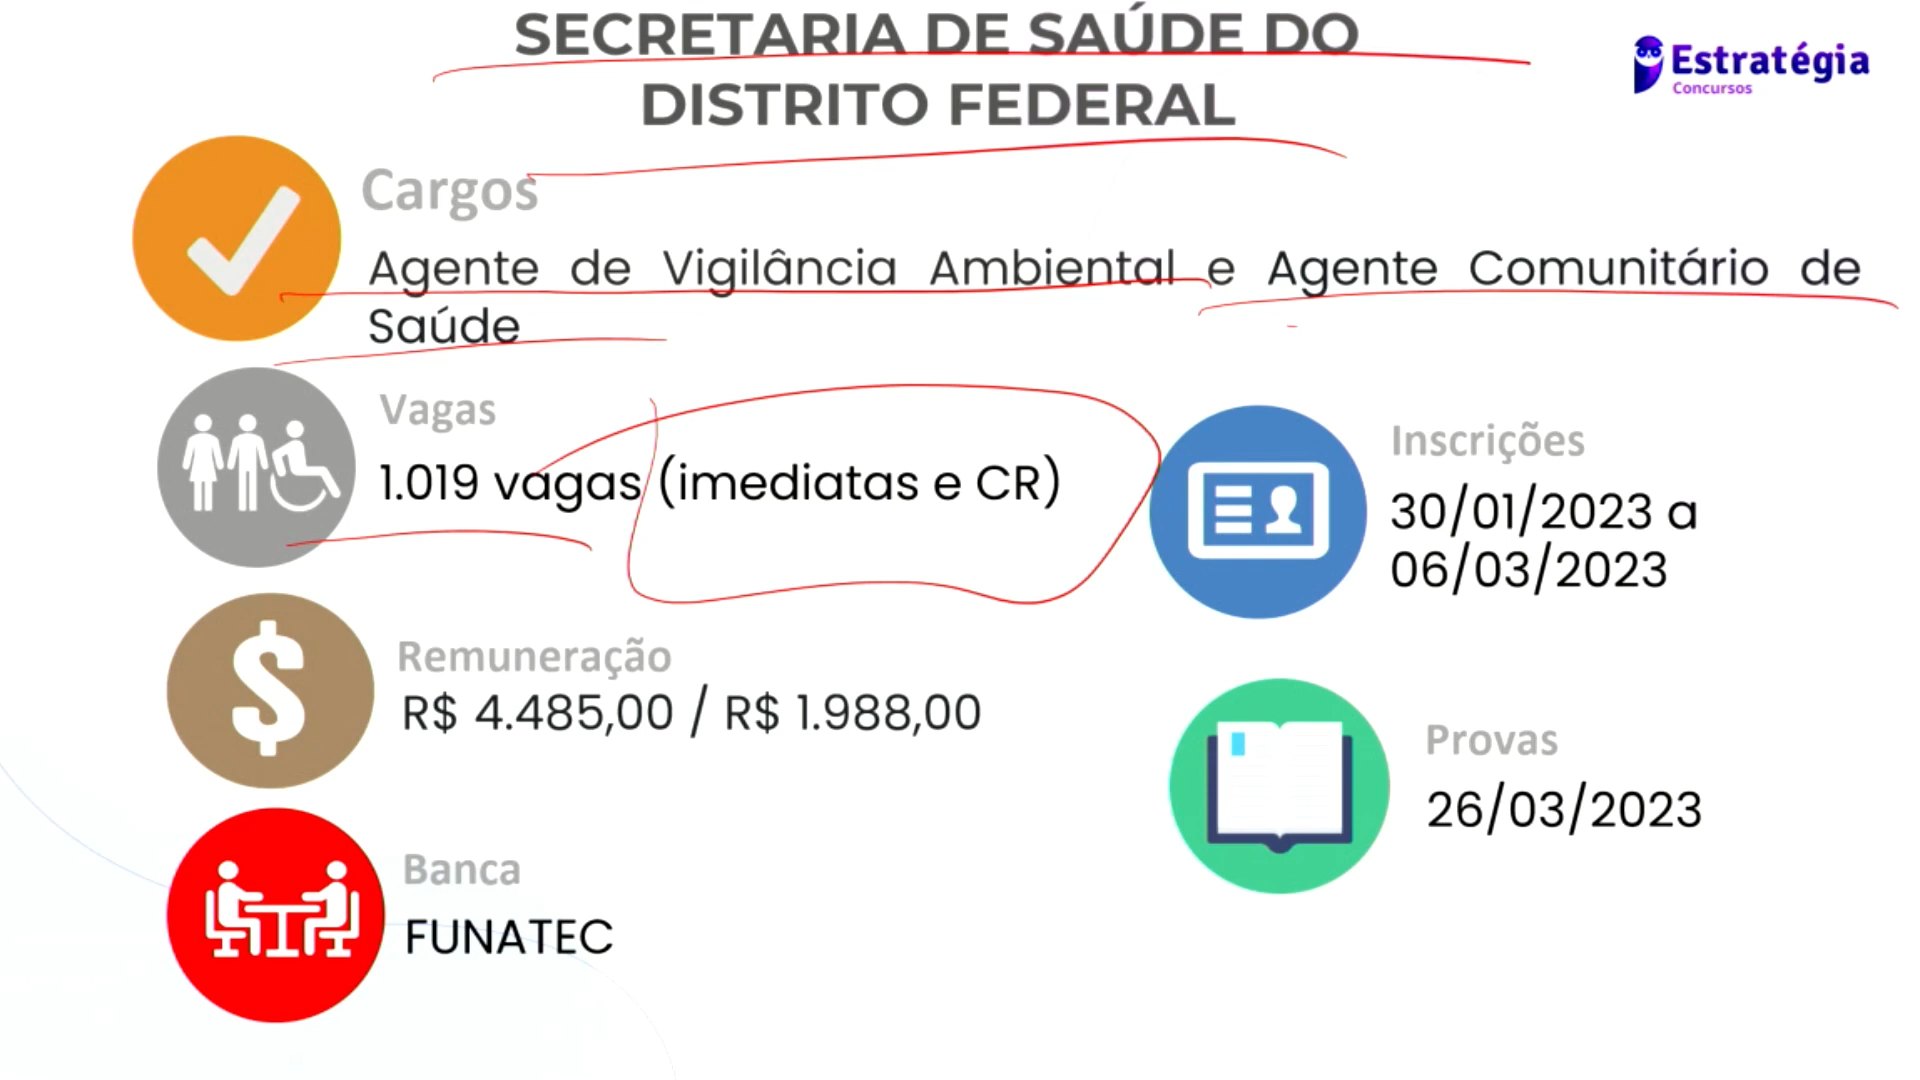 SECRETARIA DE SAÚDE DO
DISTRITO FEDERAL
Estratégia
Concursos
Cargos
Agente de Vigilância Ambiental e Agente Comunitário de
Saúde
Vagas
1.019 vagas (imediatas e CR)
Inscrições
30/01/2023 a
06/03/2023
Remuneração
R$ 4.485,00 / R$ 1.988,00
Provas
26/03/2023
Banca
FUNATEC